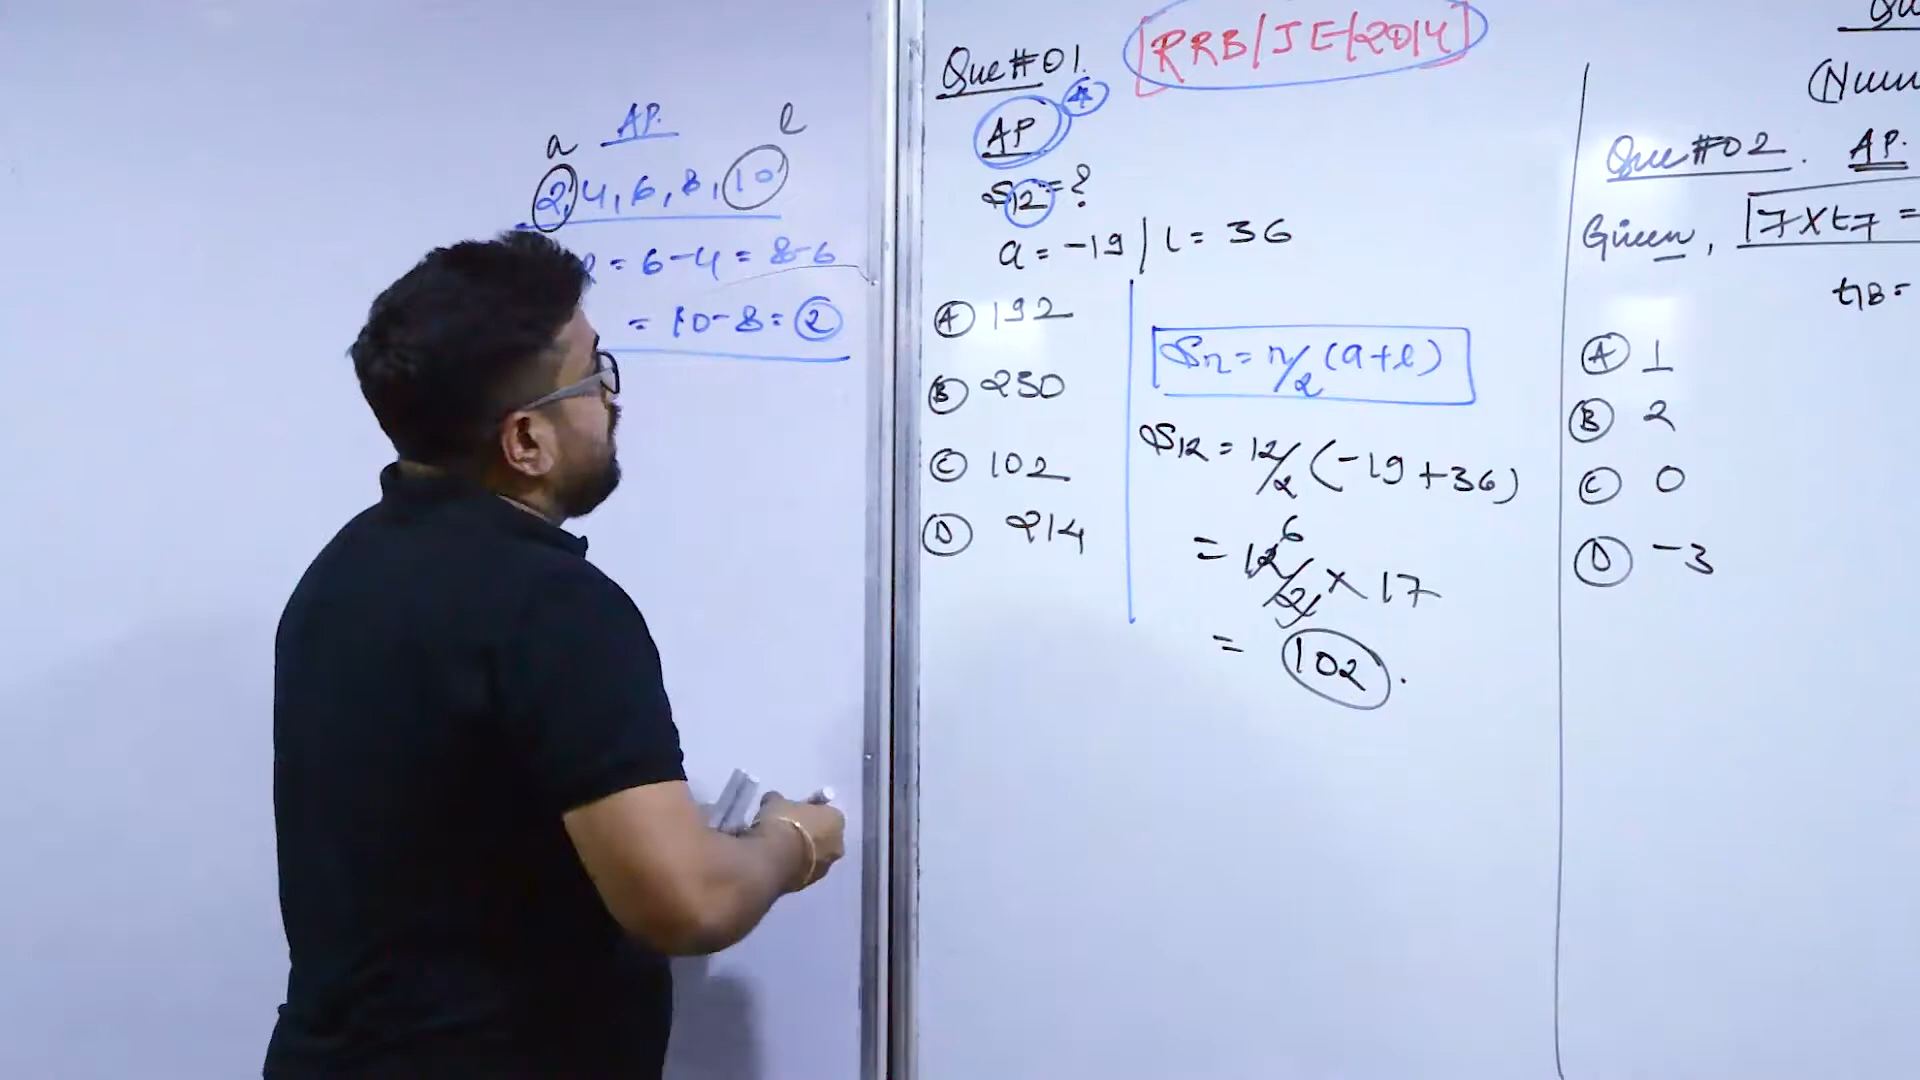 AP.
a l
2, 4, 6, 8, 10
= 6-4 = 8-6
= 10-8 = 2
Que#01. [RRB/JE/2014]
AP
S12 = ?
a = -19 / l = 36
(A) 192
(B) 230
(C) 102
(D) 214
Sn = n/2 (a+l)
S12 = 12/2 (-19+36)
= 12/2 × 17
6
= 102.
Que#02. AP.
Given, 7×t7 =
t18 =
(A) 1
(B) 2
(C) 0
(D) -3